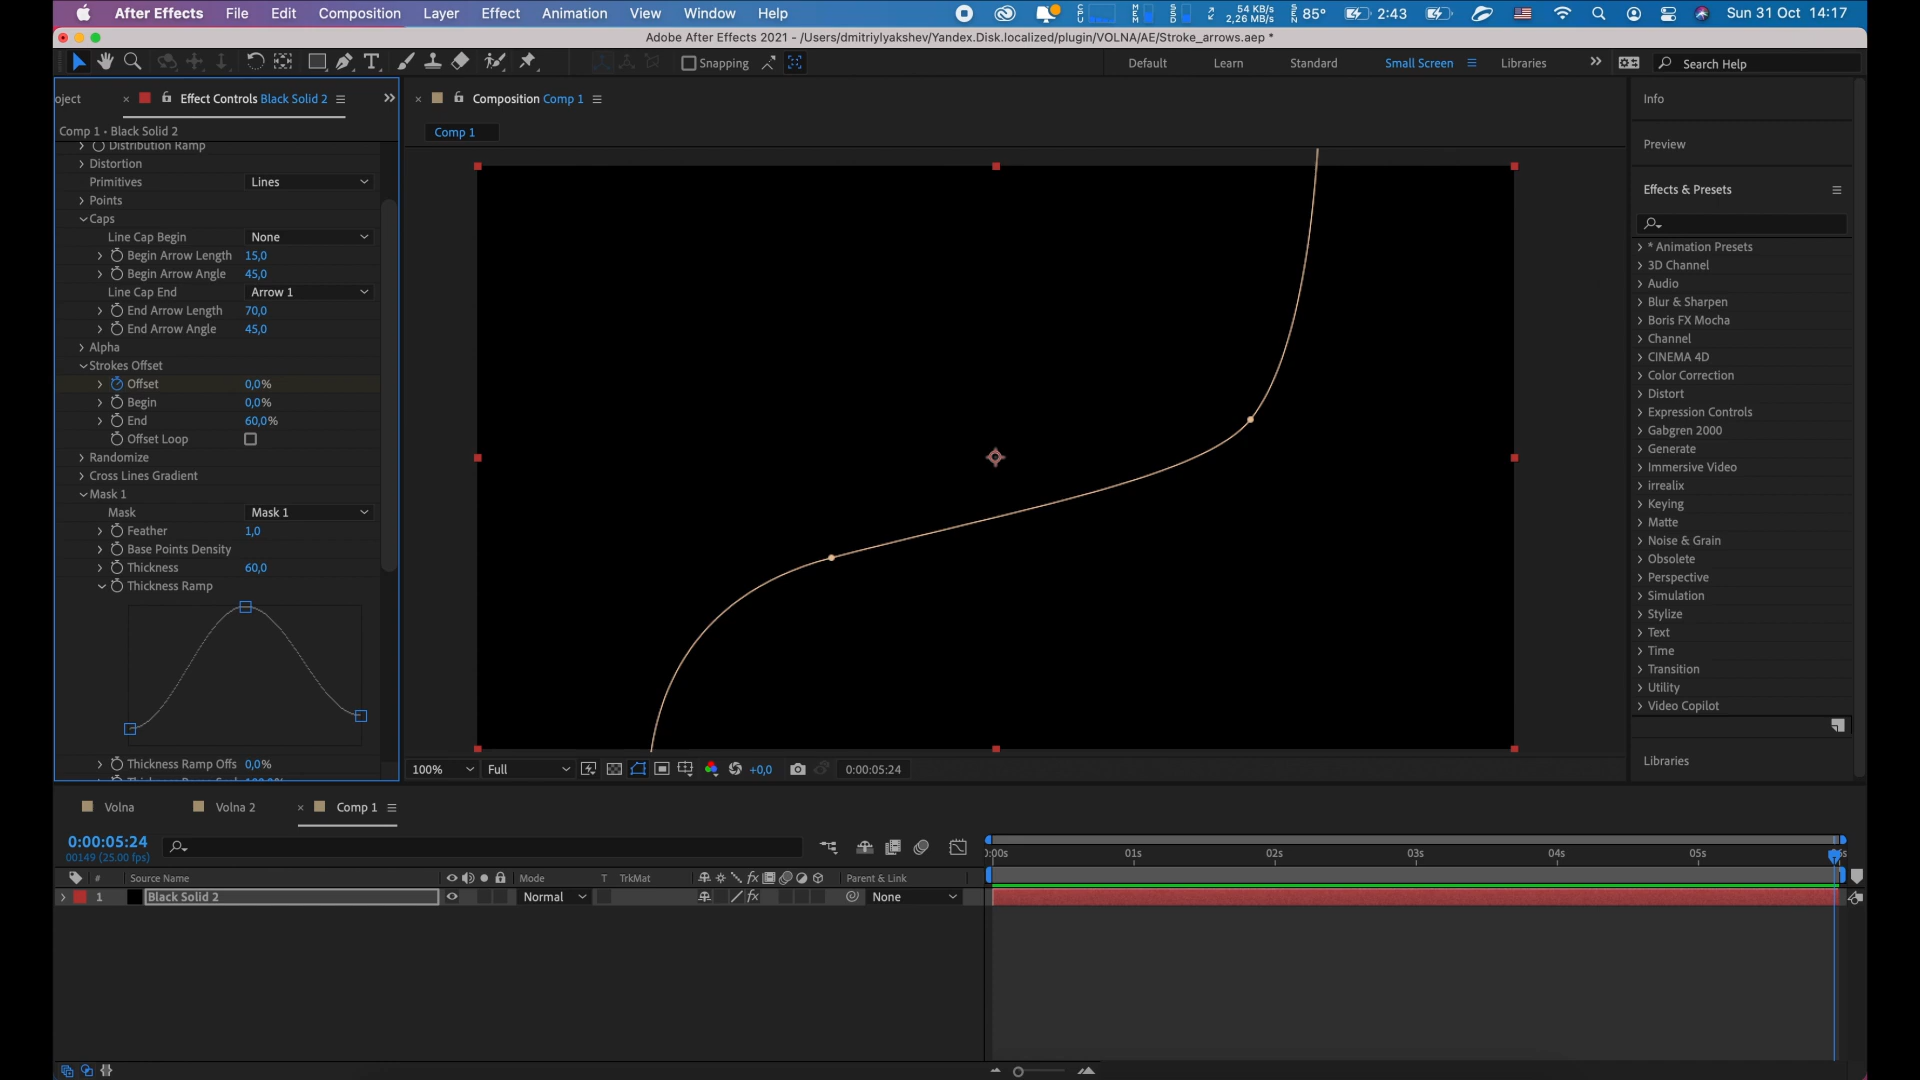 After Effects File Edit Composition Layer Effect Animation View Window Help 54 KB/s 2,26 MB/s 85° 2:43 Sun 31 Oct 14:17
Adobe After Effects 2021 - /Users/dmitriylyakshev/Yandex.Disk.localized/plugin/VOLNA/AE/Stroke_arrows.aep *
Snapping Default Learn Standard Small Screen Libraries Search Help
oject Effect Controls Black Solid 2 Composition Comp 1
Comp 1 • Black Solid 2
Comp 1
Distribution Ramp
Distortion
Primitives Lines
Points
Caps
Line Cap Begin None
Begin Arrow Length 15,0
Begin Arrow Angle 45,0
Line Cap End Arrow 1
End Arrow Length 70,0
End Arrow Angle 45,0
Alpha
Strokes Offset
Offset 0,0%
Begin 0,0%
End 60,0%
Offset Loop
Randomize
Cross Lines Gradient
Mask 1
Mask Mask 1
Feather 1,0
Base Points Density
Thickness 60,0
Thickness Ramp
Thickness Ramp Offs 0,0%
100% Full +0,0 0:00:05:24
Info
Preview
Effects & Presets
* Animation Presets
3D Channel
Audio
Blur & Sharpen
Boris FX Mocha
Channel
CINEMA 4D
Color Correction
Distort
Expression Controls
Gabgren 2000
Generate
Immersive Video
irrealix
Keying
Matte
Noise & Grain
Obsolete
Perspective
Simulation
Stylize
Text
Time
Transition
Utility
Video Copilot
Libraries
Volna Volna 2 Comp 1
0:00:05:24
00149 (25.00 fps)
:00s 01s 02s 03s 04s 05s
# Source Name Mode T TrkMat Parent & Link
1 Black Solid 2 Normal None